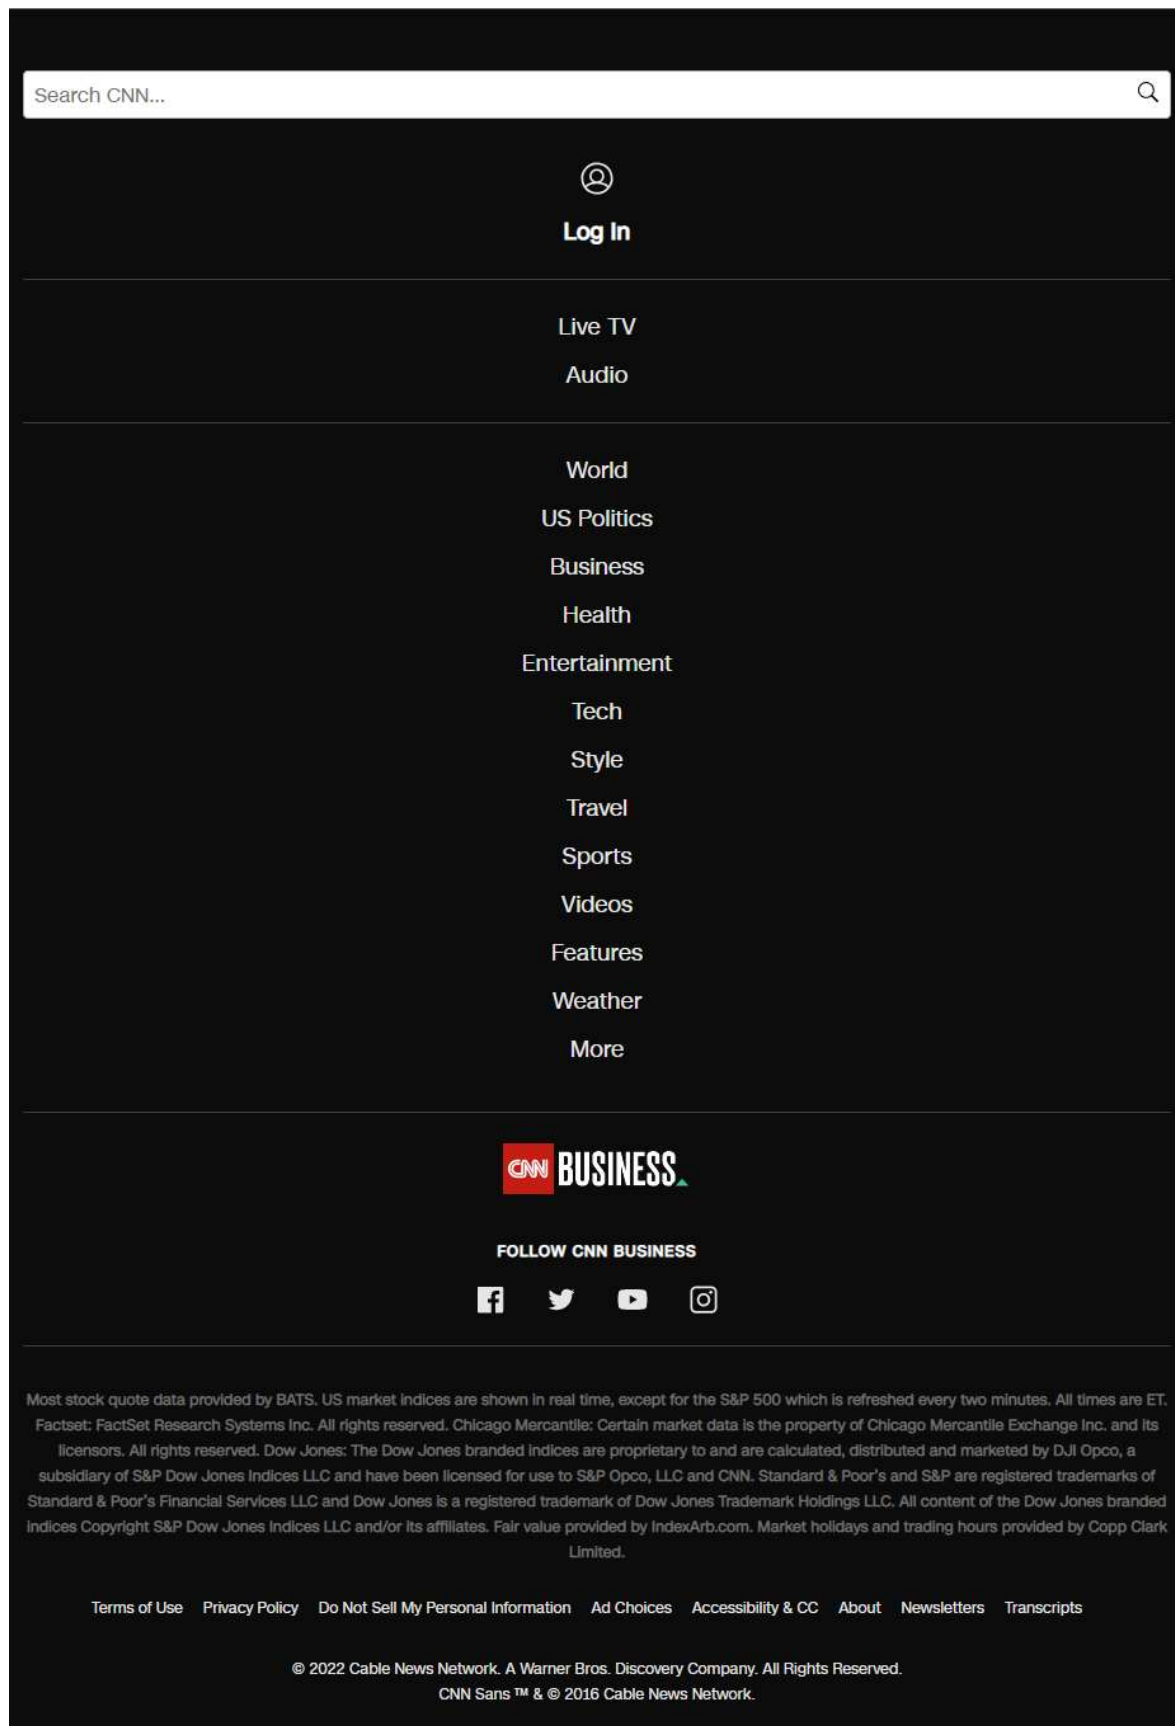 Search CNN...
Log In
Live TV
Audio
World
US Politics
Business
Health
Entertainment
Tech
Style
Travel
Sports
Videos
Features
Weather
More
CNN BUSINESS
FOLLOW CNN BUSINESS
Most stock quote data provided by BATS. US market indices are shown in real time, except for the S&P 500 which is refreshed every two minutes. All times are ET.
Factset: FactSet Research Systems Inc. All rights reserved. Chicago Mercantile: Certain market data is the property of Chicago Mercantile Exchange Inc. and its
licensors. All rights reserved. Dow Jones: The Dow Jones branded indices are proprietary to and are calculated, distributed and marketed by DJI Opco, a
subsidiary of S&P Dow Jones Indices LLC and have been licensed for use to S&P Opco, LLC and CNN. Standard & Poor's and S&P are registered trademarks of
Standard & Poor's Financial Services LLC and Dow Jones is a registered trademark of Dow Jones Trademark Holdings LLC. All content of the Dow Jones branded
indices Copyright S&P Dow Jones Indices LLC and/or its affiliates. Fair value provided by IndexArb.com. Market holidays and trading hours provided by Copp Clark
Limited.
Terms of Use Privacy Policy Do Not Sell My Personal Information Ad Choices Accessibility & CC About Newsletters Transcripts
© 2022 Cable News Network. A Warner Bros. Discovery Company. All Rights Reserved.
CNN Sans ™ & © 2016 Cable News Network.